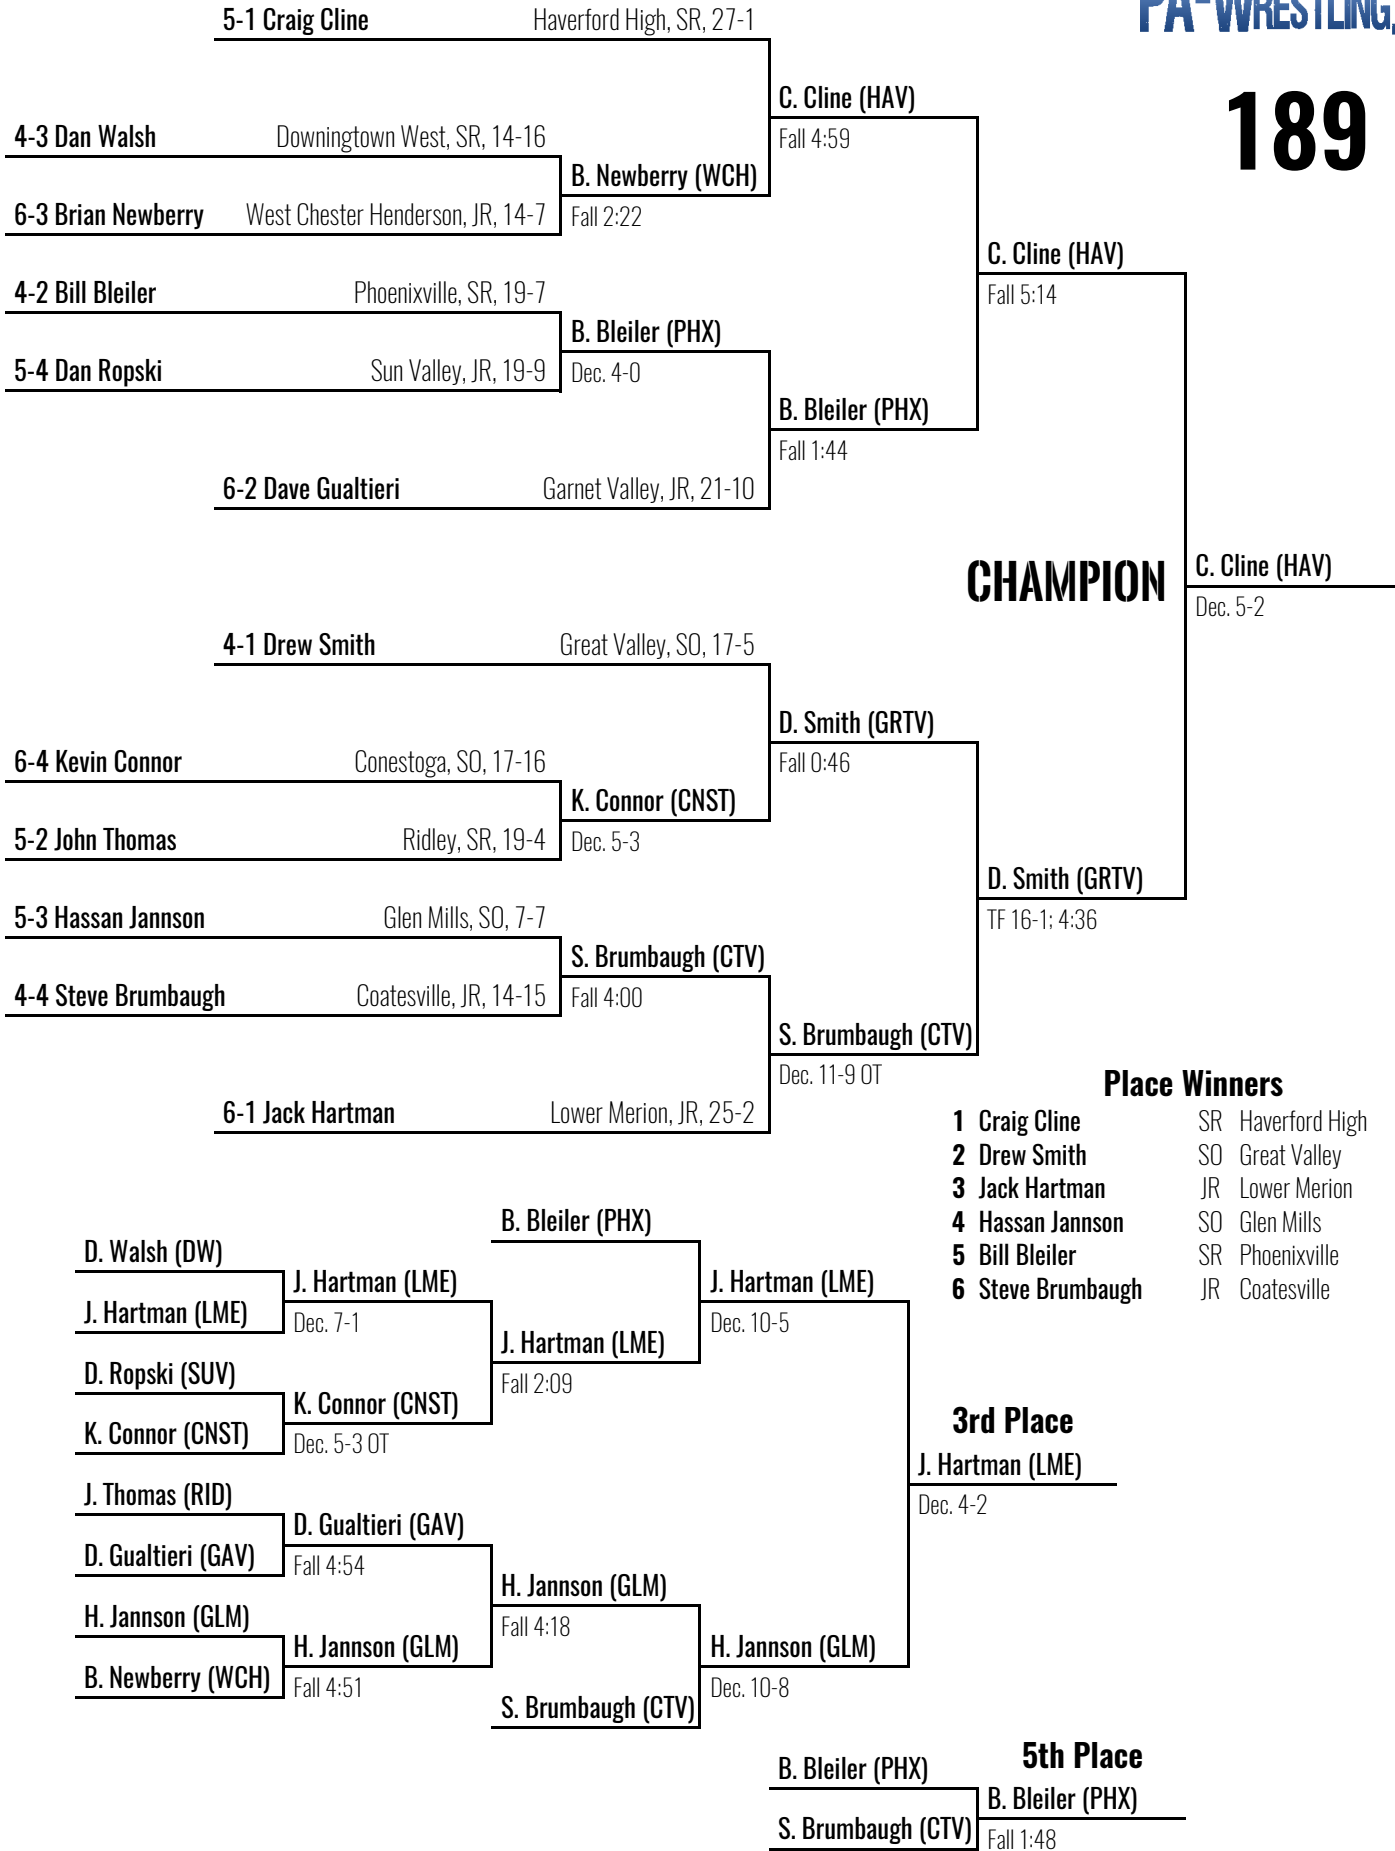 PA-WRESTLING.
189
5-1 Craig Cline Haverford High, SR, 27-1
C. Cline (HAV)
Fall 4:59
4-3 Dan Walsh Downingtown West, SR, 14-16
B. Newberry (WCH)
Fall 2:22
6-3 Brian Newberry West Chester Henderson, JR, 14-7
C. Cline (HAV)
Fall 5:14
4-2 Bill Bleiler Phoenixville, SR, 19-7
B. Bleiler (PHX)
Dec. 4-0
5-4 Dan Ropski Sun Valley, JR, 19-9
B. Bleiler (PHX)
Fall 1:44
6-2 Dave Gualtieri Garnet Valley, JR, 21-10
CHAMPION
C. Cline (HAV)
Dec. 5-2
4-1 Drew Smith Great Valley, SO, 17-5
D. Smith (GRTV)
Fall 0:46
6-4 Kevin Connor Conestoga, SO, 17-16
K. Connor (CNST)
Dec. 5-3
5-2 John Thomas Ridley, SR, 19-4
D. Smith (GRTV)
TF 16-1; 4:36
5-3 Hassan Jannson Glen Mills, SO, 7-7
S. Brumbaugh (CTV)
Fall 4:00
4-4 Steve Brumbaugh Coatesville, JR, 14-15
S. Brumbaugh (CTV)
Dec. 11-9 OT
6-1 Jack Hartman Lower Merion, JR, 25-2
Place Winners
1 Craig Cline SR Haverford High
2 Drew Smith SO Great Valley
3 Jack Hartman JR Lower Merion
4 Hassan Jannson SO Glen Mills
5 Bill Bleiler SR Phoenixville
6 Steve Brumbaugh JR Coatesville
B. Bleiler (PHX)
D. Walsh (DW)
J. Hartman (LME)
Dec. 7-1
J. Hartman (LME)
J. Hartman (LME)
Dec. 10-5
J. Hartman (LME)
Fall 2:09
D. Ropski (SUV)
K. Connor (CNST)
Dec. 5-3 OT
K. Connor (CNST)
3rd Place
J. Hartman (LME)
Dec. 4-2
J. Thomas (RID)
D. Gualtieri (GAV)
Fall 4:54
D. Gualtieri (GAV)
H. Jannson (GLM)
Fall 4:18
H. Jannson (GLM)
H. Jannson (GLM)
Fall 4:51
B. Newberry (WCH)
H. Jannson (GLM)
Dec. 10-8
S. Brumbaugh (CTV)
5th Place
B. Bleiler (PHX)
B. Bleiler (PHX)
Fall 1:48
S. Brumbaugh (CTV)